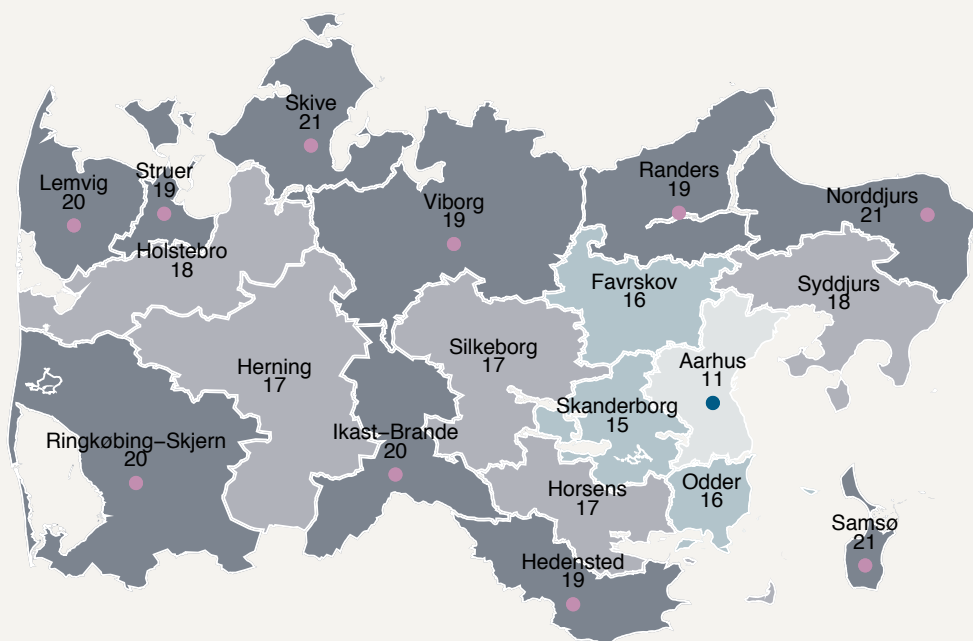 Skive
21
Struer
19
Lemvig
20
Randers
19
Norddjurs
21
Viborg
19
Holstebro
18
Favrskov
16
Syddjurs
18
Silkeborg
17
Herning
17
Aarhus
11
Skanderborg
15
Ikast–Brande
20
Ringkøbing–Skjern
20
Odder
16
Horsens
17
Samsø
21
Hedensted
19